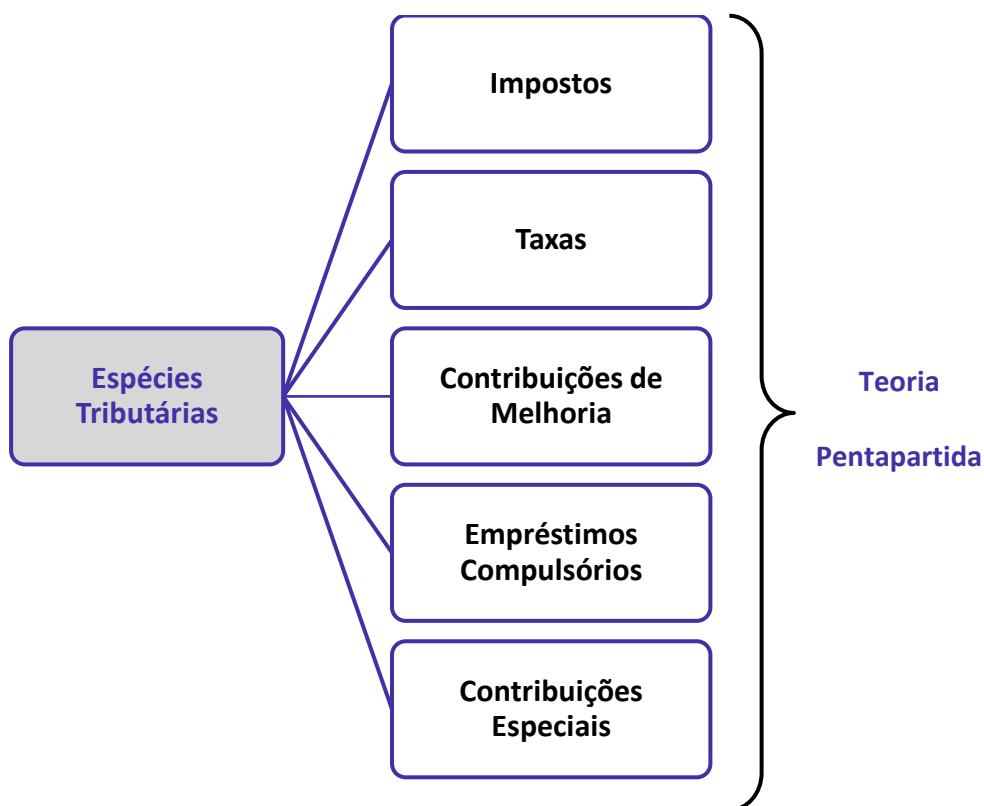 Impostos
Taxas
Espécies
Tributárias
Contribuições de
Melhoria
Empréstimos
Compulsórios
Contribuições
Especiais
Teoria
Pentapartida